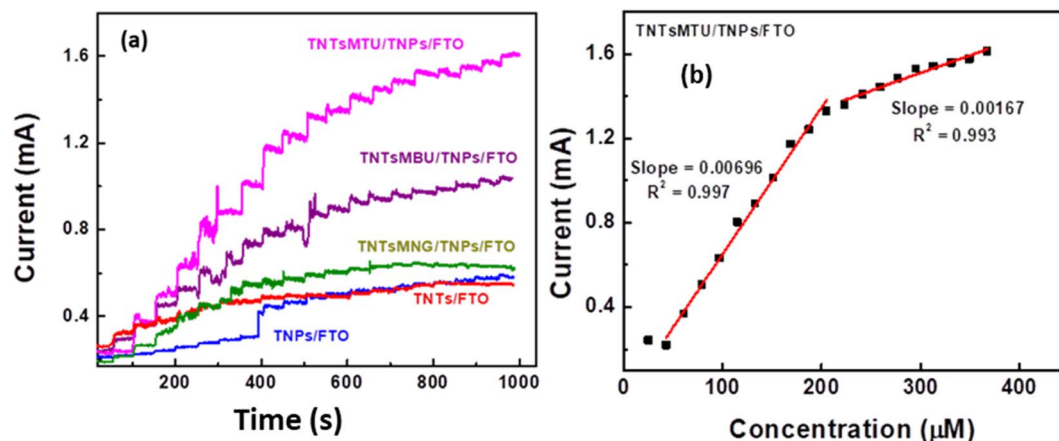 (a)
TNTsMTU/TNPs/FTO
TNTsMBU/TNPs/FTO
TNTsMNG/TNPs/FTO
TNTs/FTO
TNPs/FTO
Current (mA)
1.6
1.2
0.8
0.4
200
400
600
800
1000
Time (s)
(b)
TNTsMTU/TNPs/FTO
Slope = 0.00167
R² = 0.993
Slope = 0.00696
R² = 0.997
Current (mA)
1.6
1.2
0.8
0.4
0
100
200
300
400
Concentration (μM)